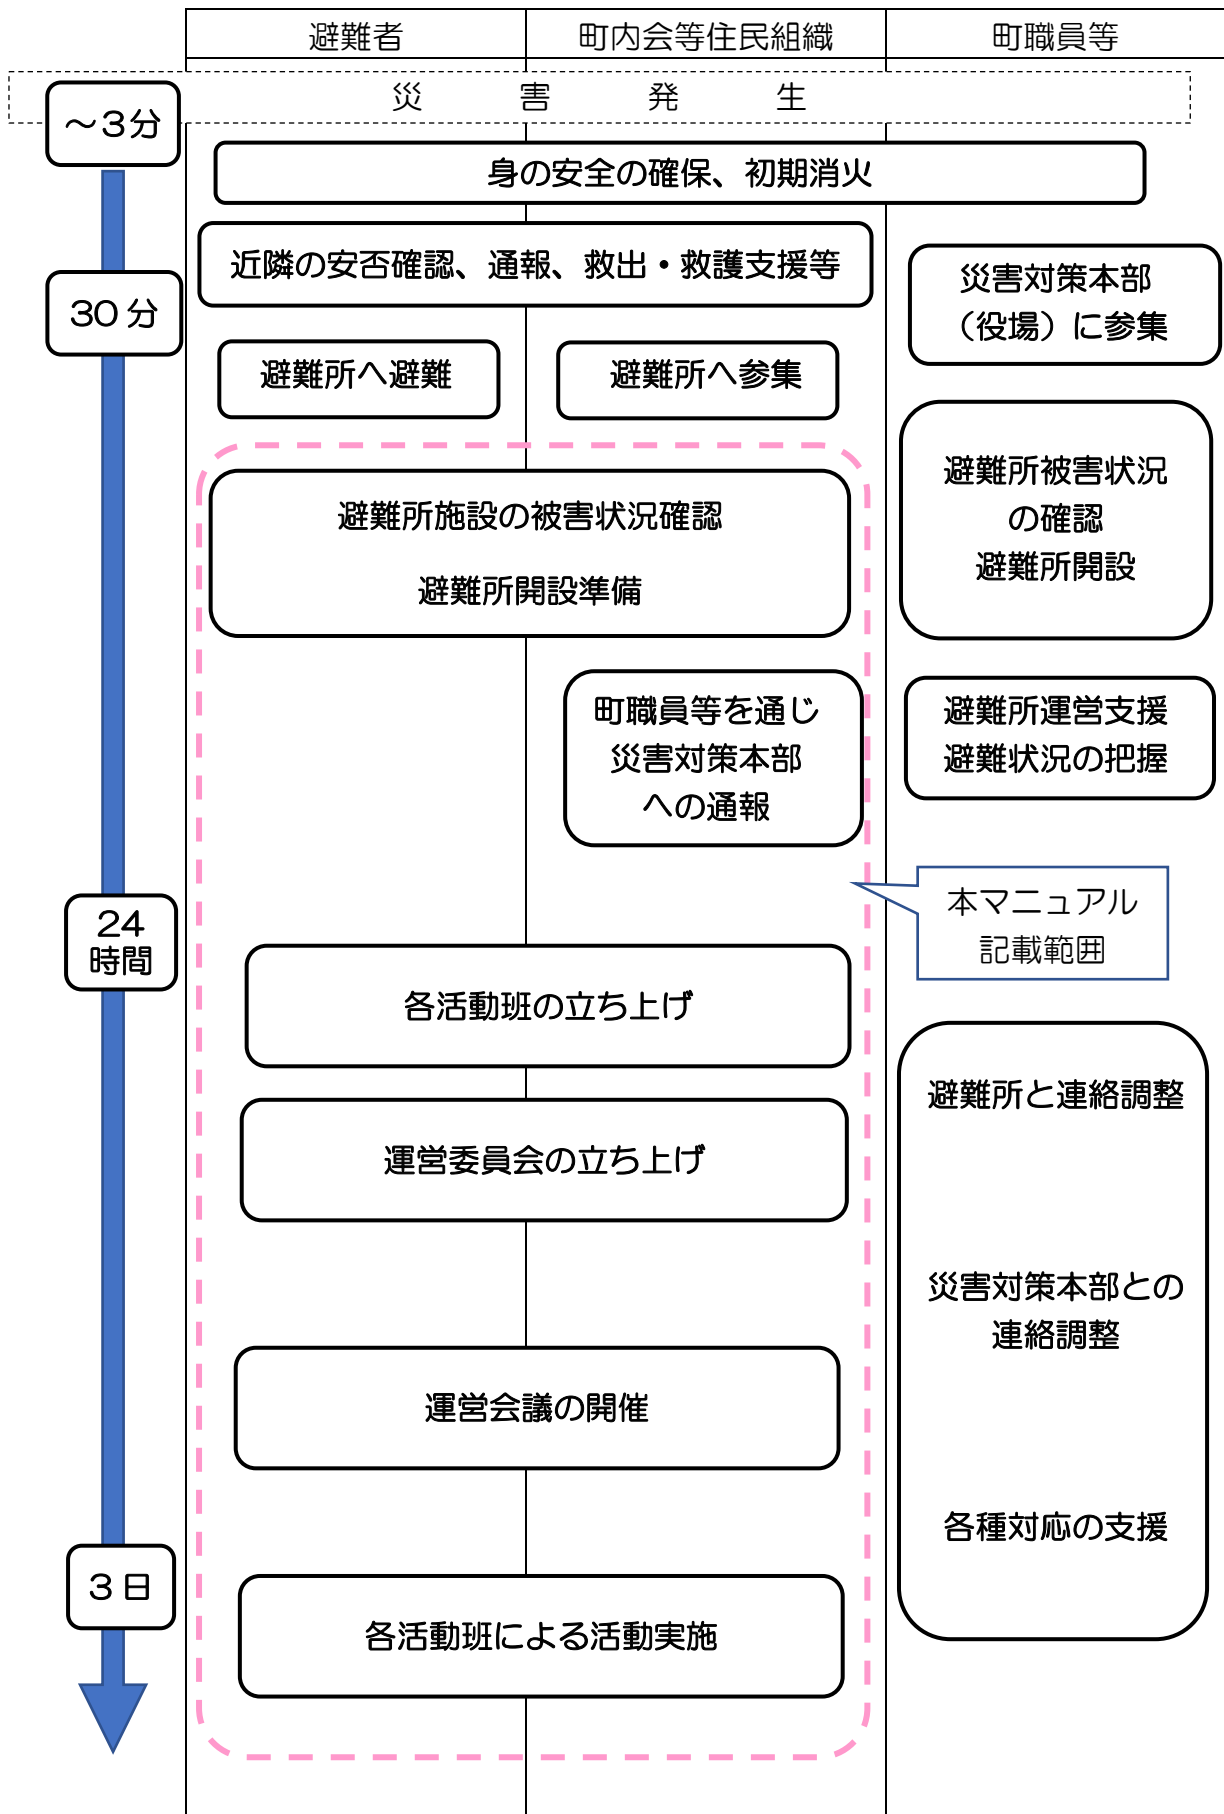 避難者
町内会等住民組織
町職員等
災害発生
～3分
身の安全の確保、初期消火
近隣の安否確認、通報、救出・救護支援等
災害対策本部
（役場）に参集
30分
避難所へ避難
避難所へ参集
避難所施設の被害状況確認
避難所開設準備
避難所被害状況
の確認
避難所開設
町職員等を通じ
災害対策本部
への通報
避難所運営支援
避難状況の把握
本マニュアル
記載範囲
24
時間
各活動班の立ち上げ
運営委員会の立ち上げ
避難所と連絡調整
災害対策本部との
連絡調整
運営会議の開催
各種対応の支援
3日
各活動班による活動実施